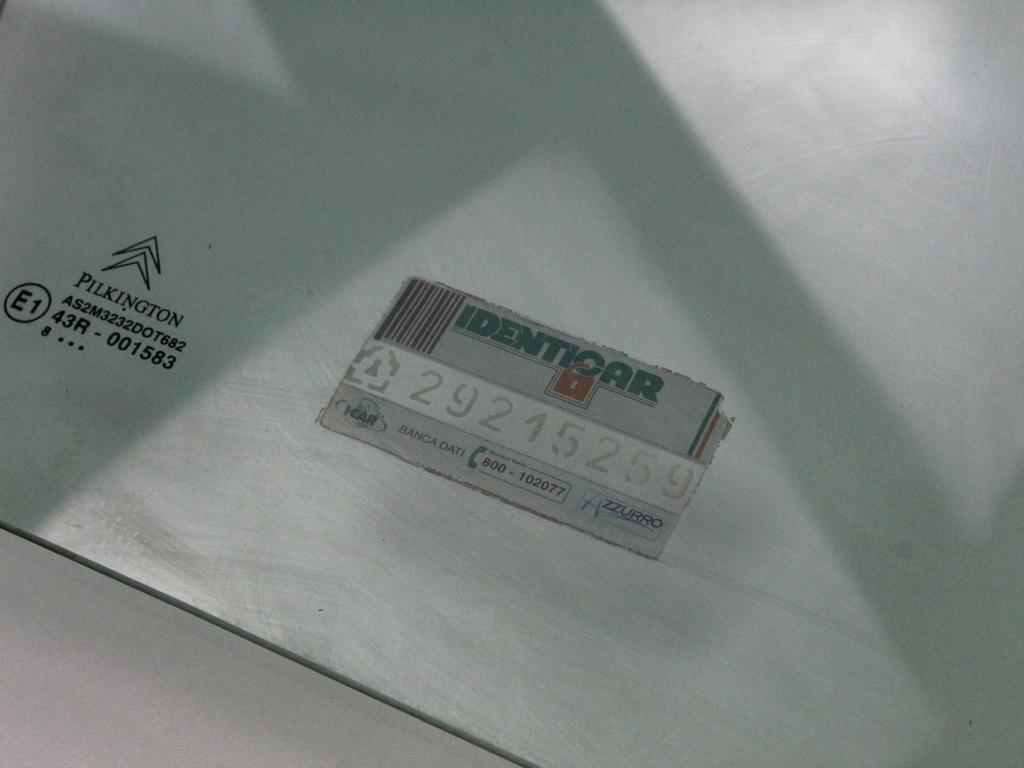 PILKINGTON
E1
AS2M3232DOT682
43R - 001583
8 ...
IDENTICAR
29215259
ICAR
BANCA DATI
800 - 102077
AZZURRO